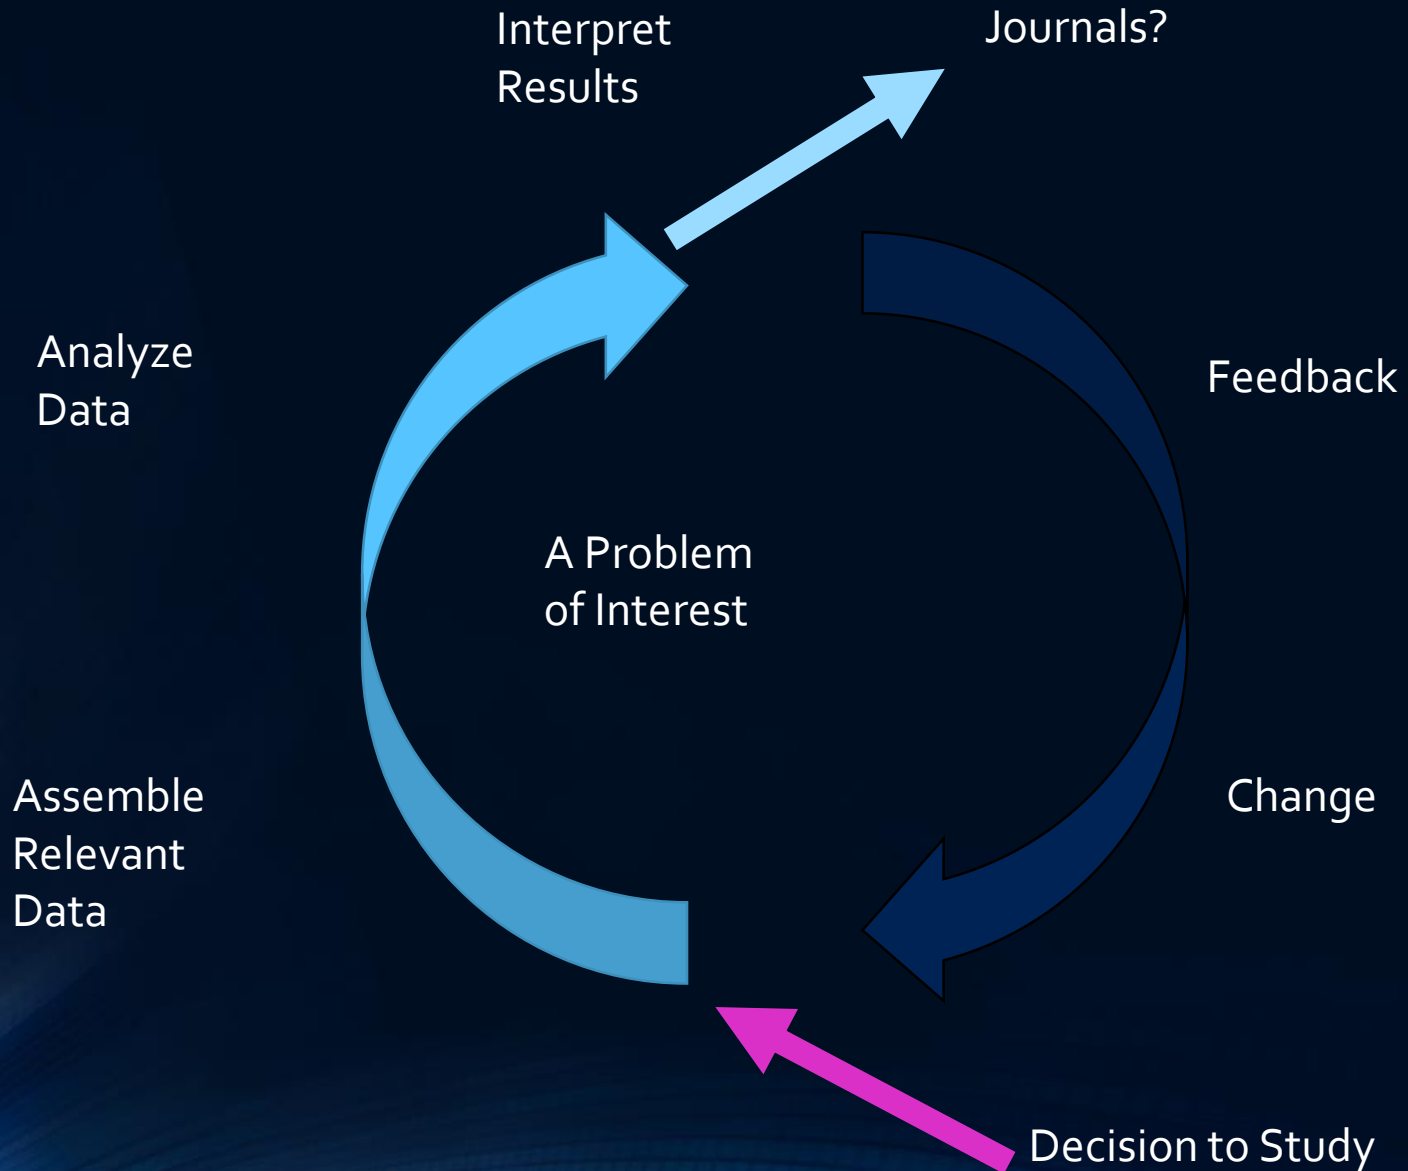 Interpret
Results
Journals?
Analyze
Data
Feedback
A Problem
of Interest
Assemble
Relevant
Data
Change
Decision to Study